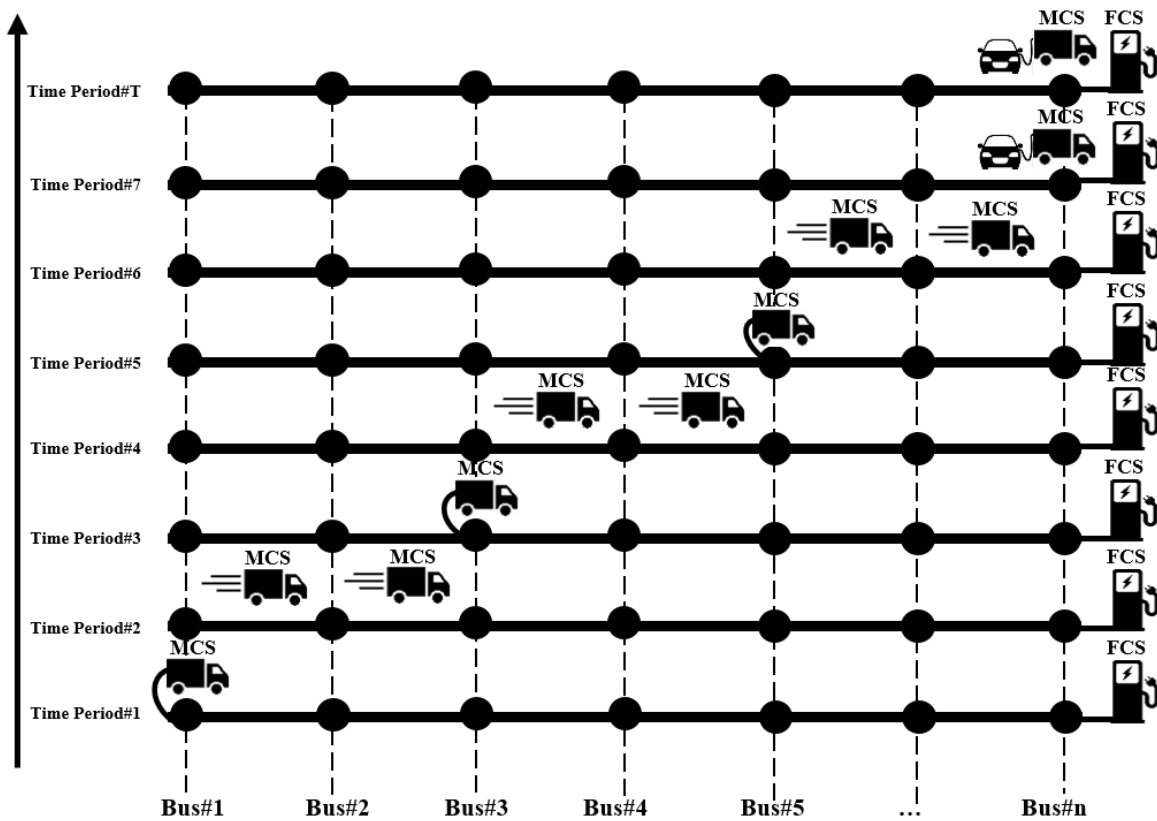 MCS FCS
Time Period#T
MCS FCS
Time Period#7
MCS MCS FCS
Time Period#6
MCS FCS
Time Period#5
MCS MCS FCS
Time Period#4
MCS FCS
Time Period#3
MCS MCS FCS
Time Period#2
MCS FCS
Time Period#1
Bus#1 Bus#2 Bus#3 Bus#4 Bus#5 ... Bus#n